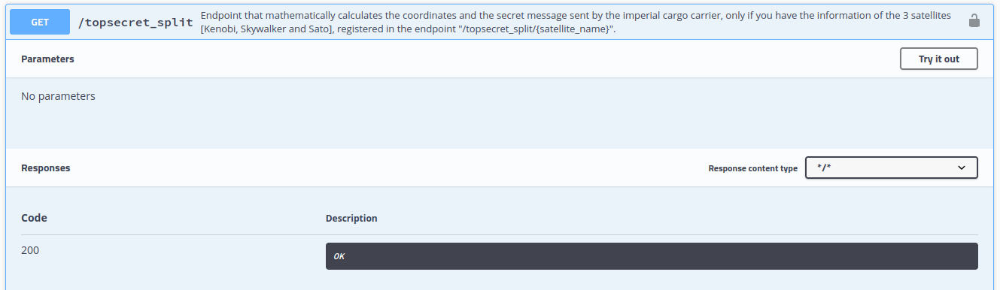 GET /topsecret_split Endpoint that mathematically calculates the coordinates and the secret message sent by the imperial cargo carrier, only if you have the information of the 3 satellites
[Kenobi, Skywalker and Sato], registered in the endpoint "/topsecret_split/{satellite_name}".
Parameters Try it out
No parameters
Responses Response content type */*
Code Description
200 OK